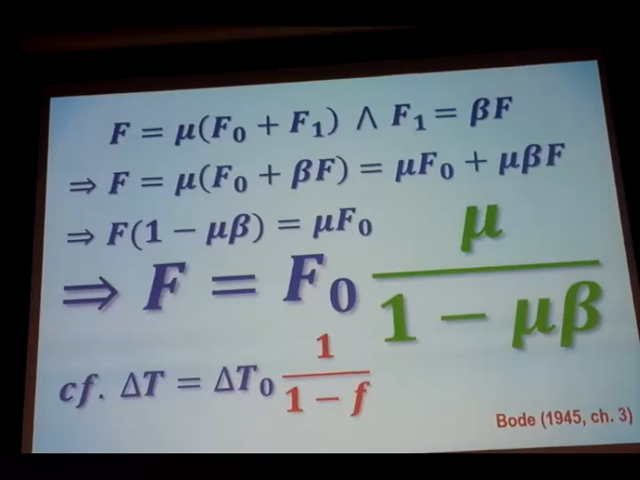 F = μ(F₀ + F₁) ∧ F₁ = βF
⇒ F = μ(F₀ + βF) = μF₀ + μβF
⇒ F(1 − μβ) = μF₀
⇒ F = F₀ μ / (1 − μβ)
cf. ΔT = ΔT₀ 1 / (1 − f)
Bode (1945, ch. 3)